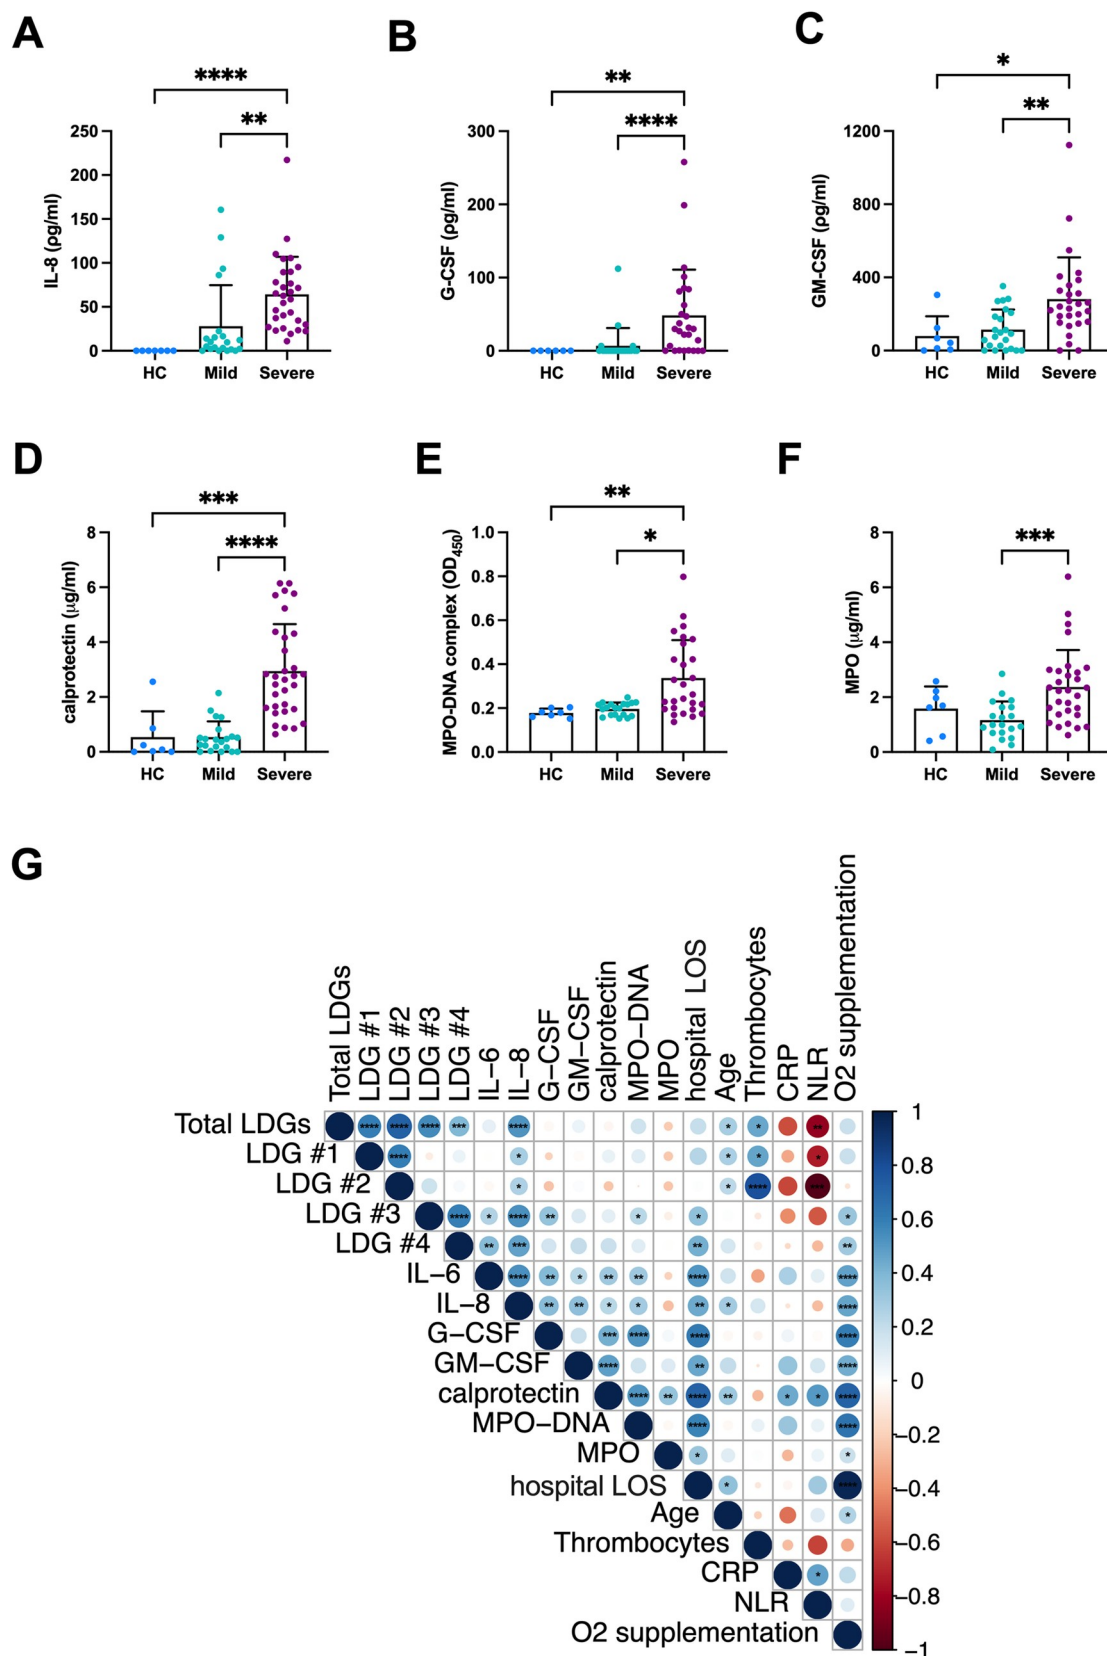 A
B
C
****
**
250
200
150
100
50
0
IL-8 (ρg/ml)
HC Mild Severe
**
****
300
200
100
0
G-CSF (ρg/ml)
HC Mild Severe
*
**
1200
800
400
0
GM-CSF (ρg/ml)
HC Mild Severe
D
E
F
***
****
8
6
4
2
0
calprotectin (μg/ml)
HC Mild Severe
**
*
1.0
0.8
0.6
0.4
0.2
0.0
MPO-DNA complex (OD450)
HC Mild Severe
***
8
6
4
2
0
MPO (μg/ml)
HC Mild Severe
G
Total LDGs
LDG #1
LDG #2
LDG #3
LDG #4
IL−6
IL−8
G−CSF
GM−CSF
calprotectin
MPO−DNA
MPO
hospital LOS
Age
Thrombocytes
CRP
NLR
O2 supplementation
Total LDGs **** **** **** *** **** * * **
LDG #1 **** * * * *
LDG #2 * * **** ****
LDG #3 **** * **** ** * * *
LDG #4 ** *** ** **
IL−6 **** ** * ** ** **** ****
IL−8 ** ** * * ** * ****
G−CSF *** **** **** ****
GM−CSF **** ** ****
calprotectin **** ** **** ** * * ****
MPO−DNA **** ****
MPO * *
hospital LOS * ****
Age *
Thrombocytes
CRP *
NLR
O2 supplementation
1
0.8
0.6
0.4
0.2
0
−0.2
−0.4
−0.6
−0.8
−1